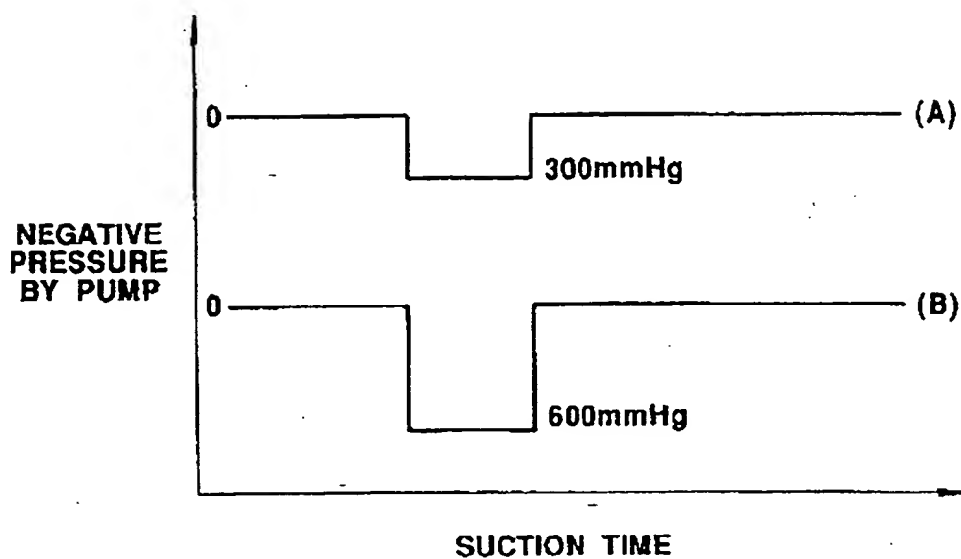 0
(A)
300mmHg
NEGATIVE
PRESSURE
BY PUMP
0
(B)
600mmHg
SUCTION TIME